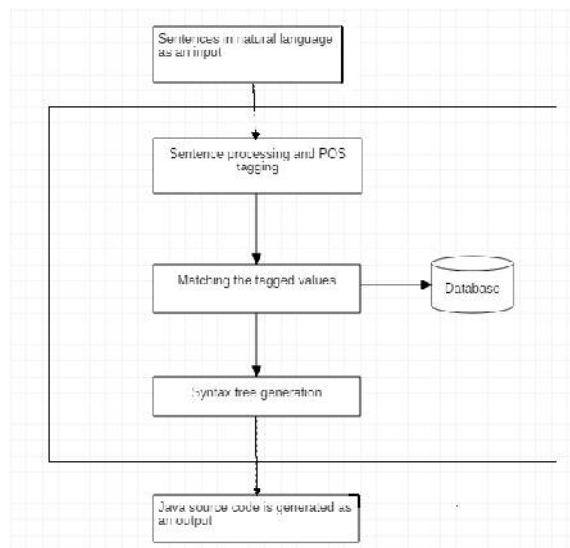 Sentences in natural language
as an input
Sentence processing and POS
tagging
Matching the tagged values
Database
Syntax tree generation
Java source code is generated as
an output